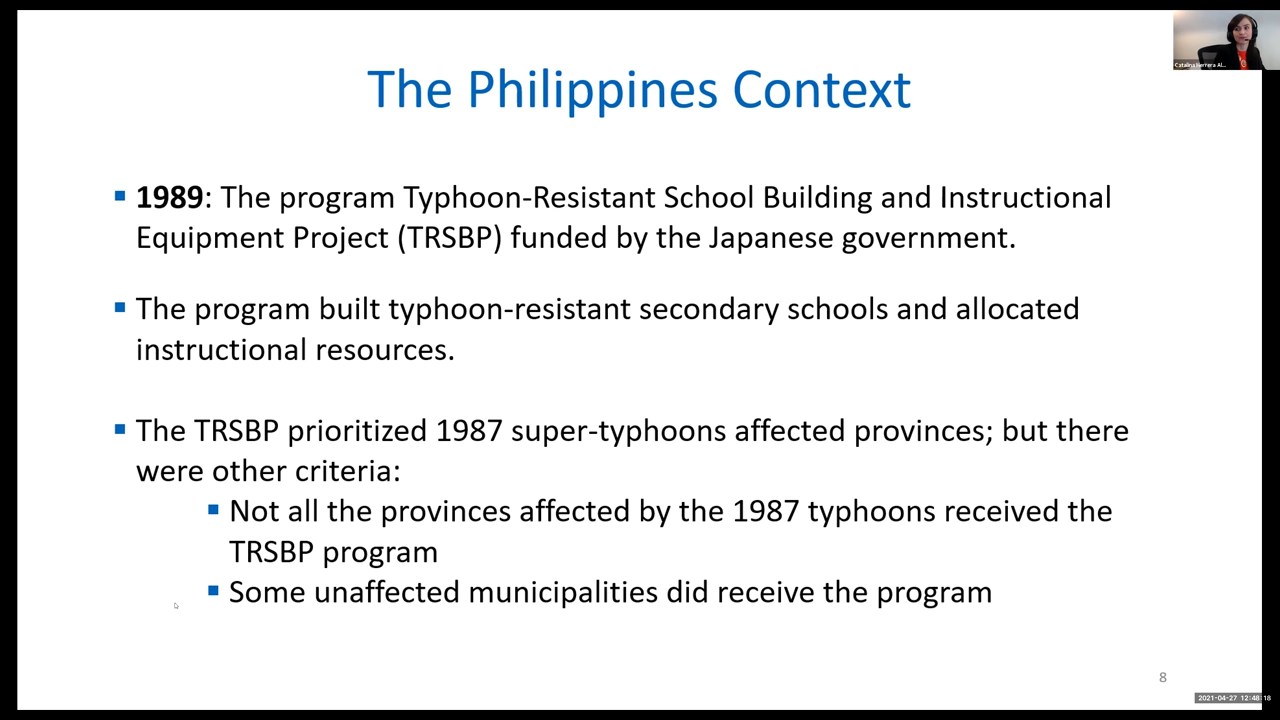 Catalina Herrera Al...
The Philippines Context
▪ 1989: The program Typhoon-Resistant School Building and Instructional
Equipment Project (TRSBP) funded by the Japanese government.
▪ The program built typhoon-resistant secondary schools and allocated
instructional resources.
▪ The TRSBP prioritized 1987 super-typhoons affected provinces; but there
were other criteria:
▪ Not all the provinces affected by the 1987 typhoons received the
TRSBP program
▪ Some unaffected municipalities did receive the program
8
2021-04-27 12:48:18